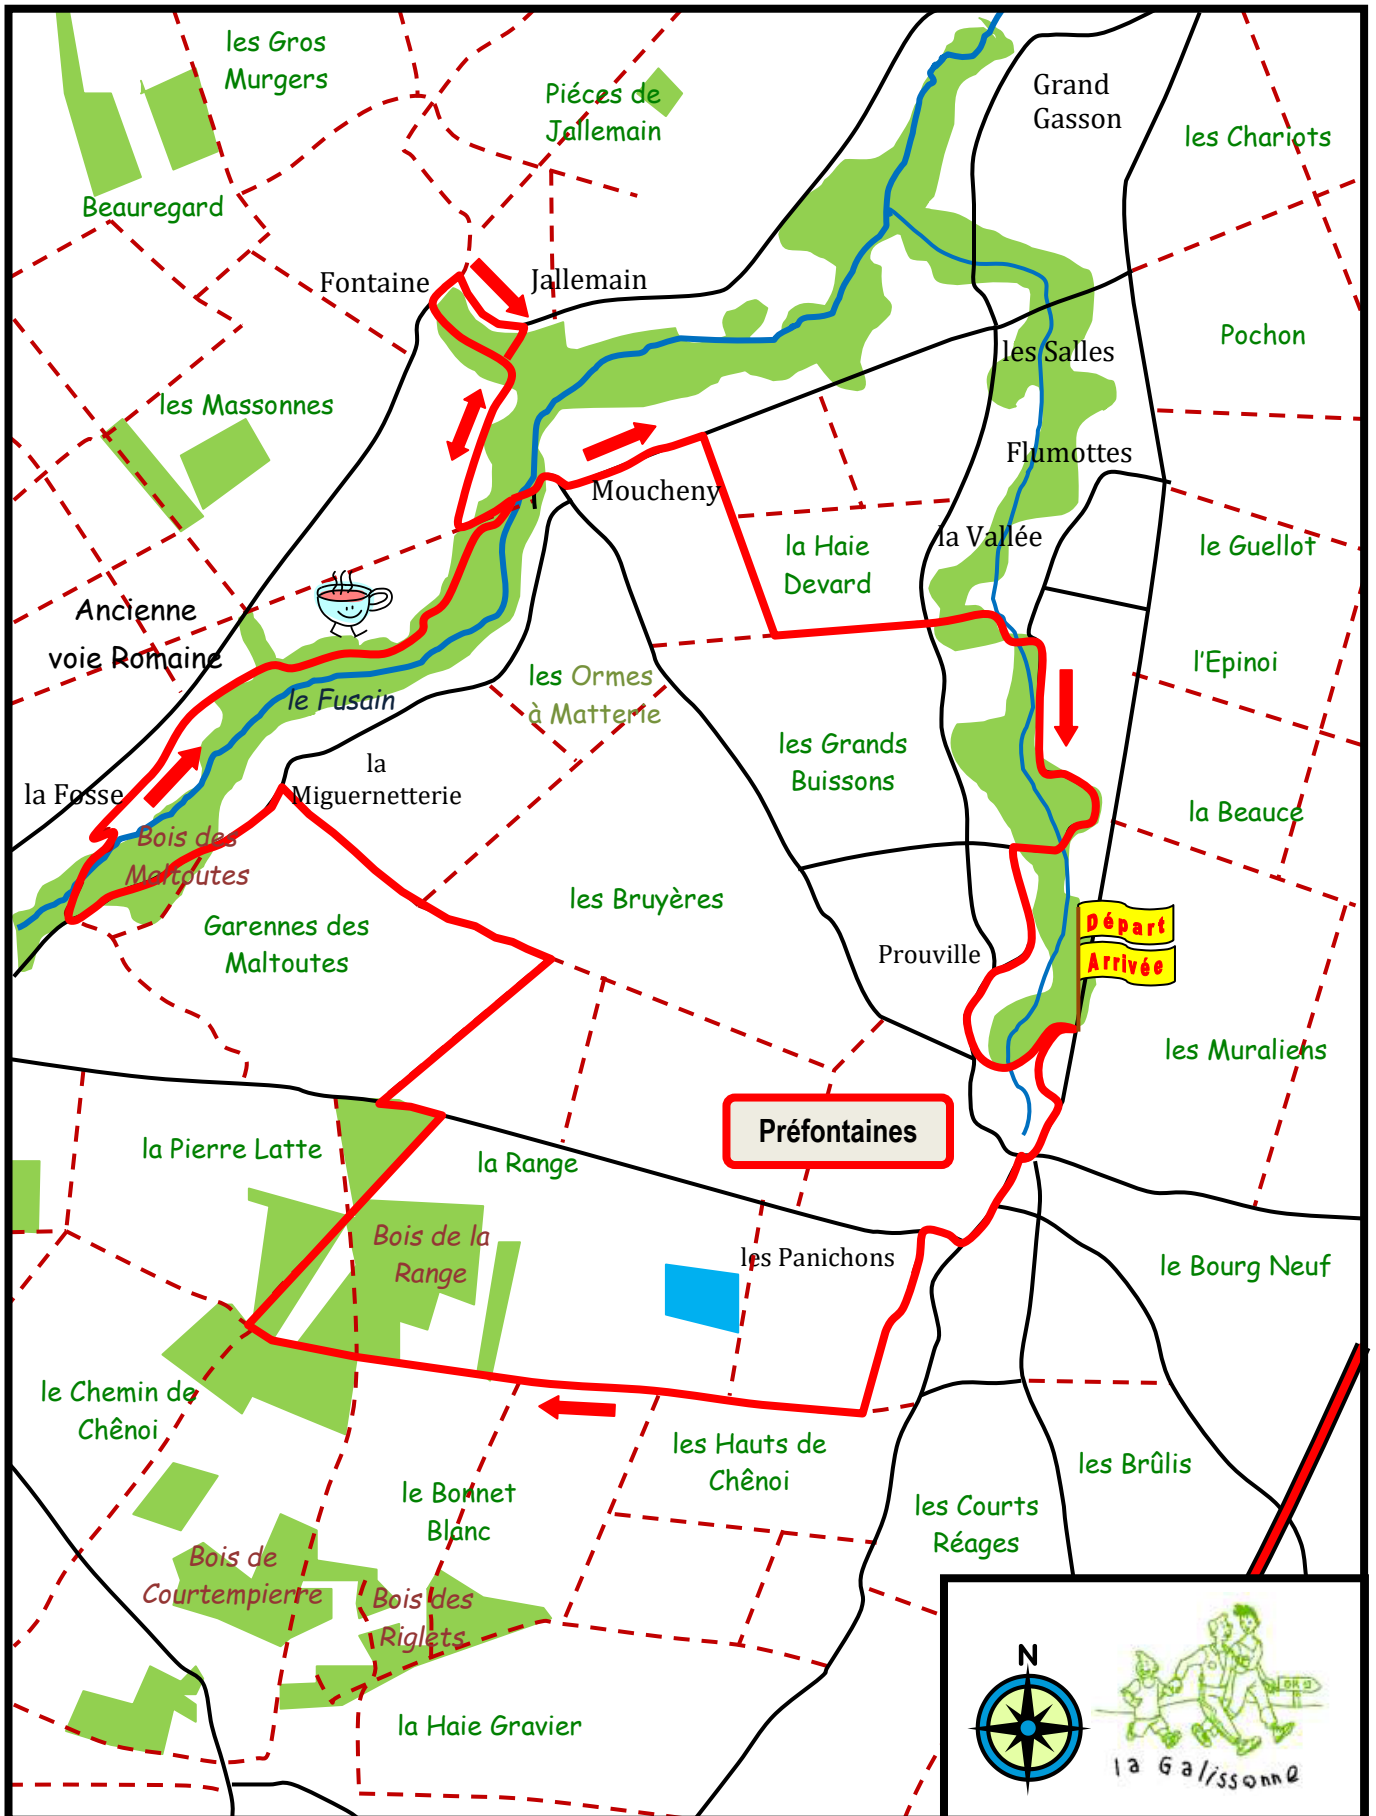 les Gros
Murgers
Grand
Gasson
Piéces de
Jallemain
les Chariots
Beauregard
Fontaine
Jallemain
les Salles
Pochon
les Massonnes
Flumottes
Moucheny
la Vallée
la Haie
Devard
le Guellot
Ancienne
voie Romaine
l'Epinoi
les Ormes
à Matterie
le Fusain
les Grands
Buissons
la
Miguernetterie
la Fosse
la Beauce
Bois des
Maltoutes
les Bruyères
Garennes des
Maltoutes
Départ
Arrivée
Prouville
les Muraliens
Préfontaines
la Pierre Latte
la Range
Bois de la
Range
les Panichons
le Bourg Neuf
le Chemin de
Chênoi
les Hauts de
Chênoi
les Brûlis
le Bonnet
Blanc
les Courts
Réages
Bois de
Courtempierre
Bois des
Riglets
la Haie Gravier
N
la Galissonne